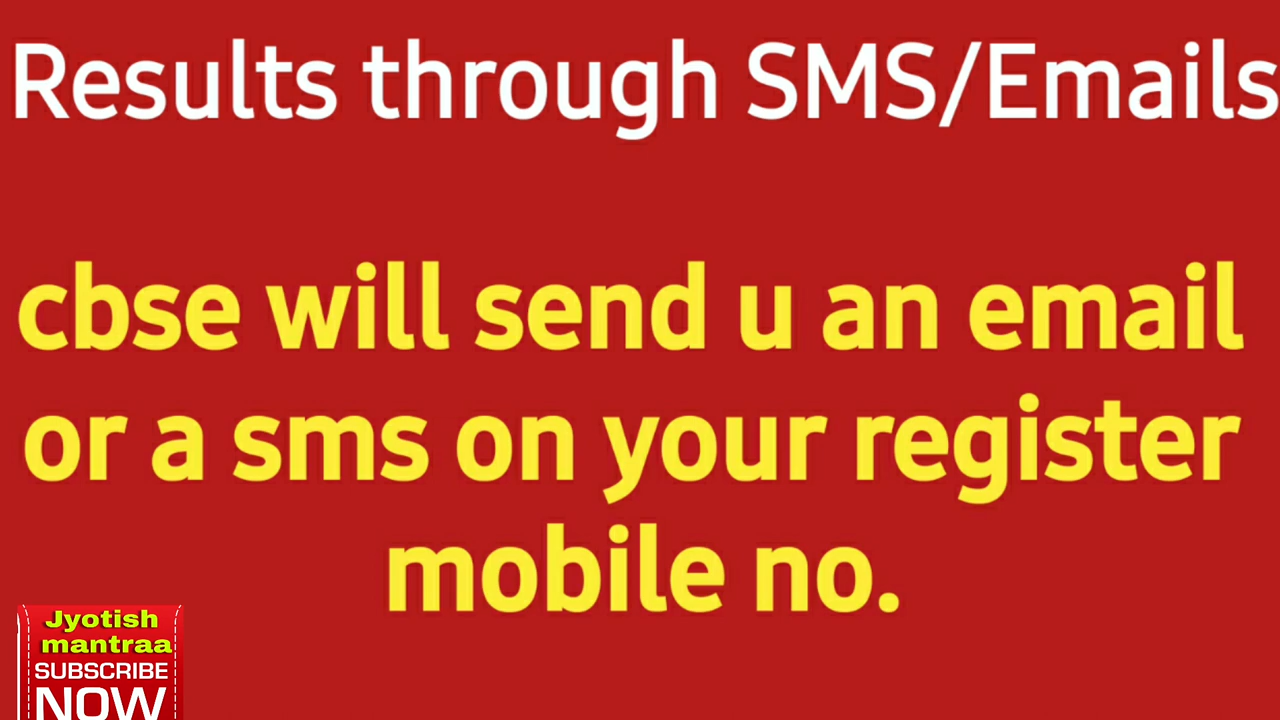 Results through SMS/Emails
cbse will send u an email
or a sms on your register
mobile no.
Jyotish
mantraa
SUBSCRIBE
NOW